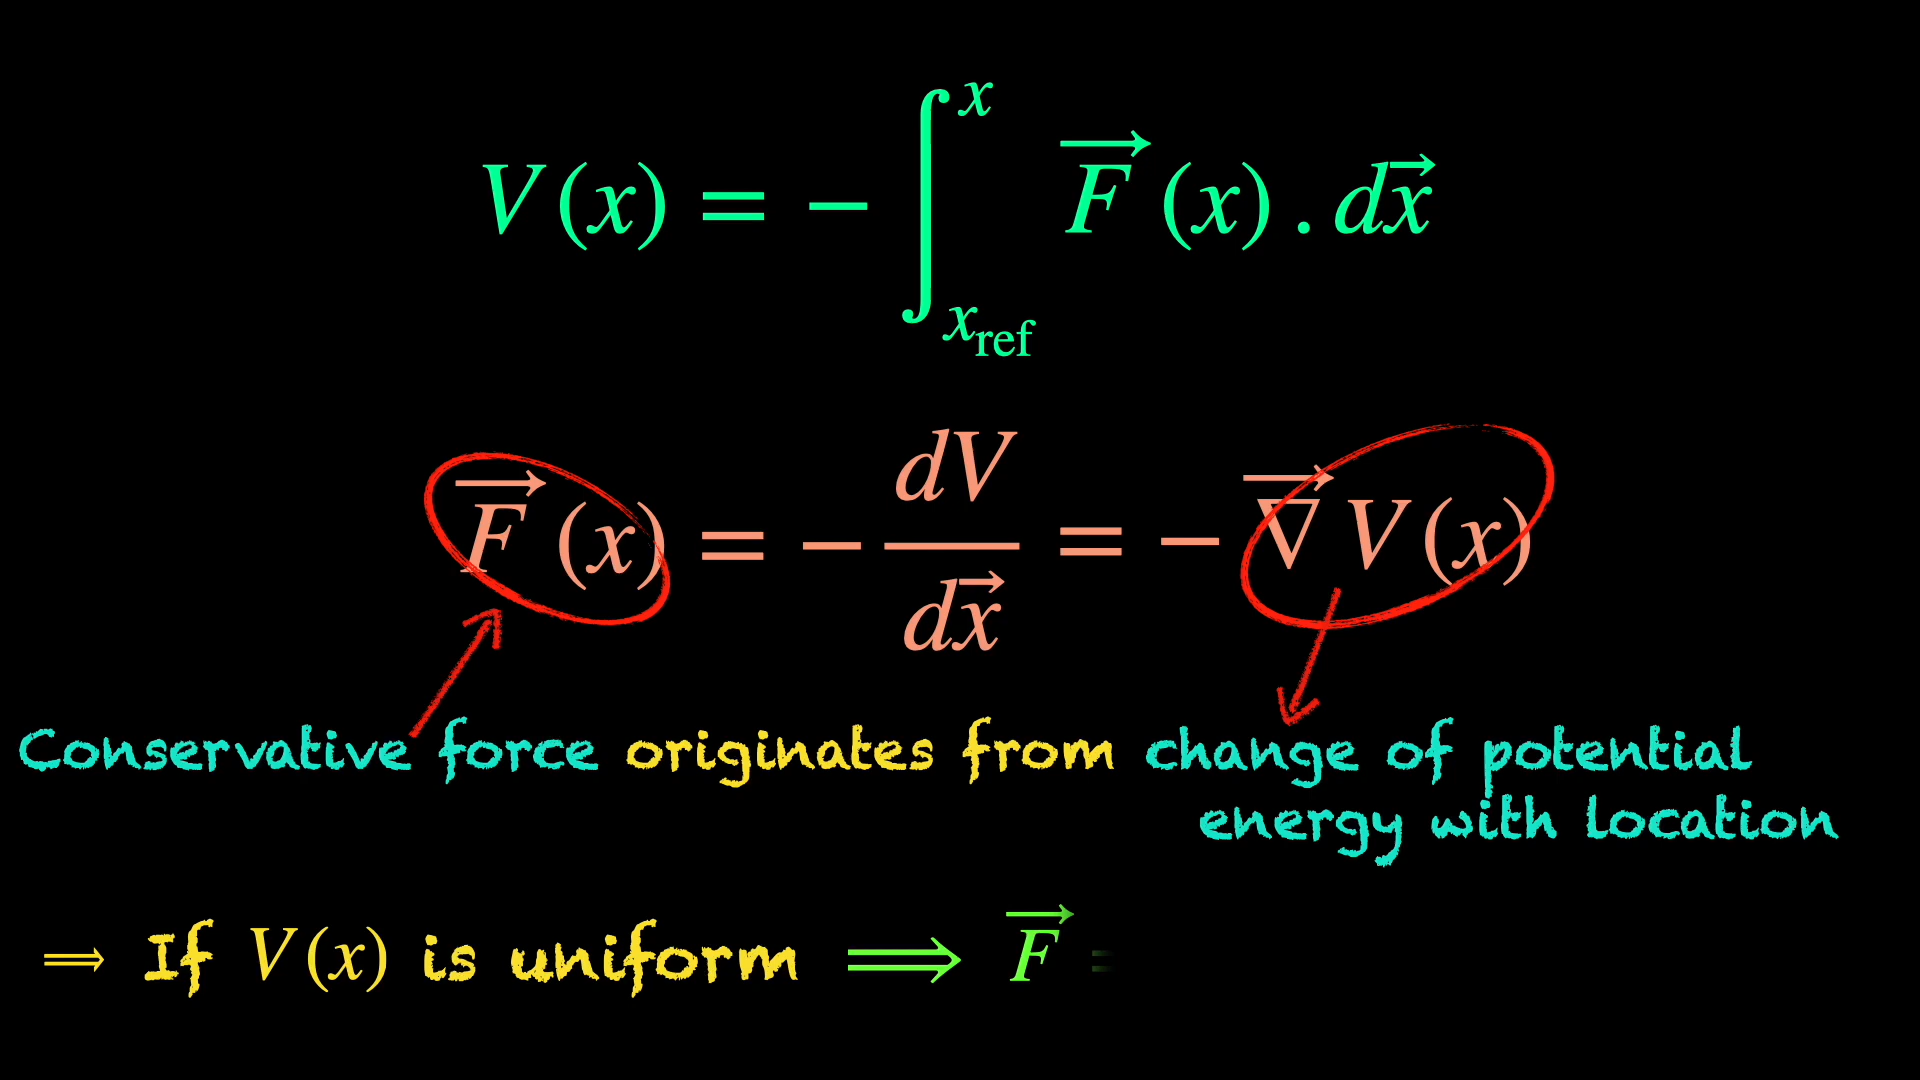 V(x) = − ∫_{x_ref}^{x} F⃗(x) . dx⃗
F⃗(x) = − dV/dx⃗ = − ∇⃗V(x)
Conservative force originates from change of potential
energy with location
⟹ If V(x) is uniform ⟹ F⃗ =